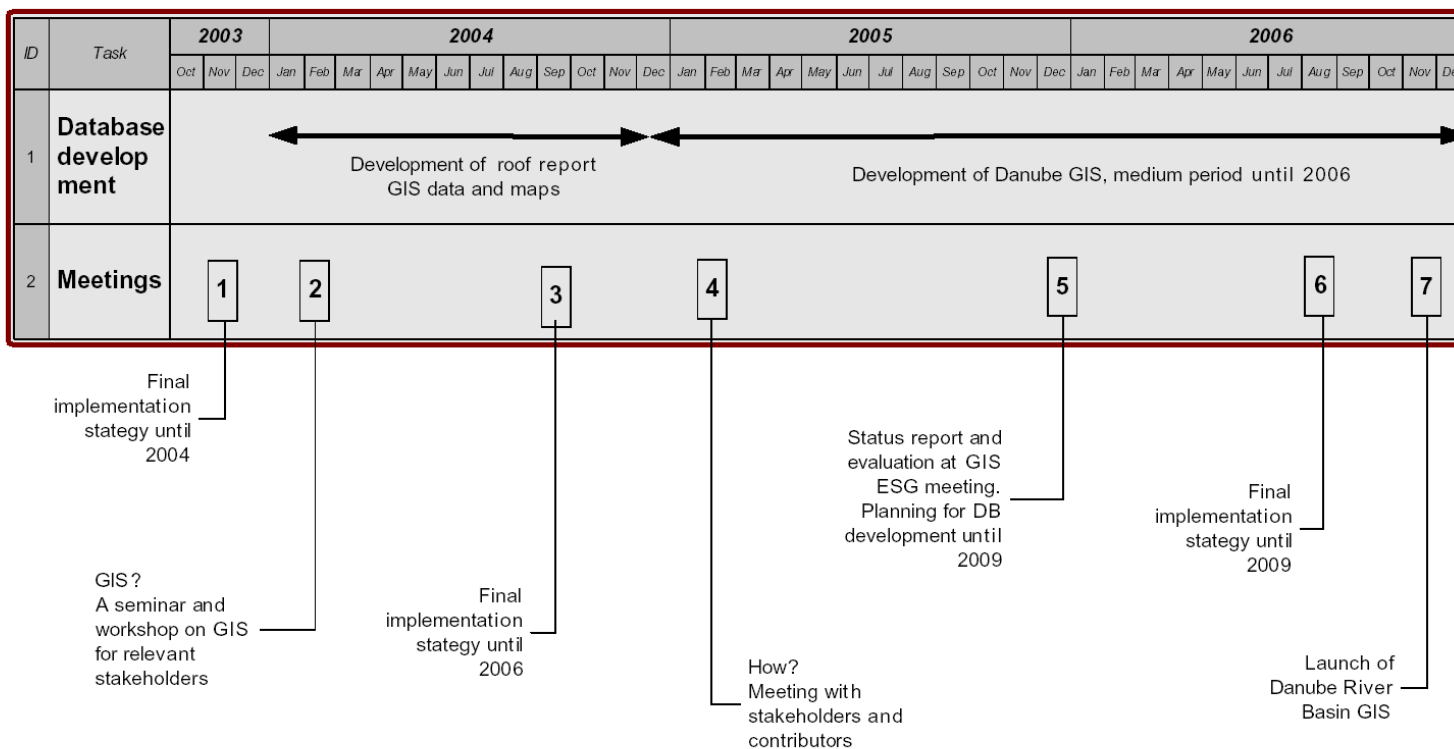 ID Task 2003 2004 2005 2006
Oct Nov Dec Jan Feb Mar Apr May Jun Jul Aug Sep Oct Nov Dec Jan Feb Mar Apr May Jun Jul Aug Sep Oct Nov Dec Jan Feb Mar Apr May Jun Jul Aug Sep Oct Nov De
1
Database
develop
ment
Development of roof report
GIS data and maps
Development of Danube GIS, medium period until 2006
2 Meetings 1 2 3 4 5 6 7
Final
implementation
stategy until
2004
GIS?
A seminar and
workshop on GIS
for relevant
stakeholders
Final
implementation
stategy until
2006
How?
Meeting with
stakeholders and
contributors
Status report and
evaluation at GIS
ESG meeting.
Planning for DB
development until
2009
Final
implementation
stategy until
2009
Launch of
Danube River
Basin GIS